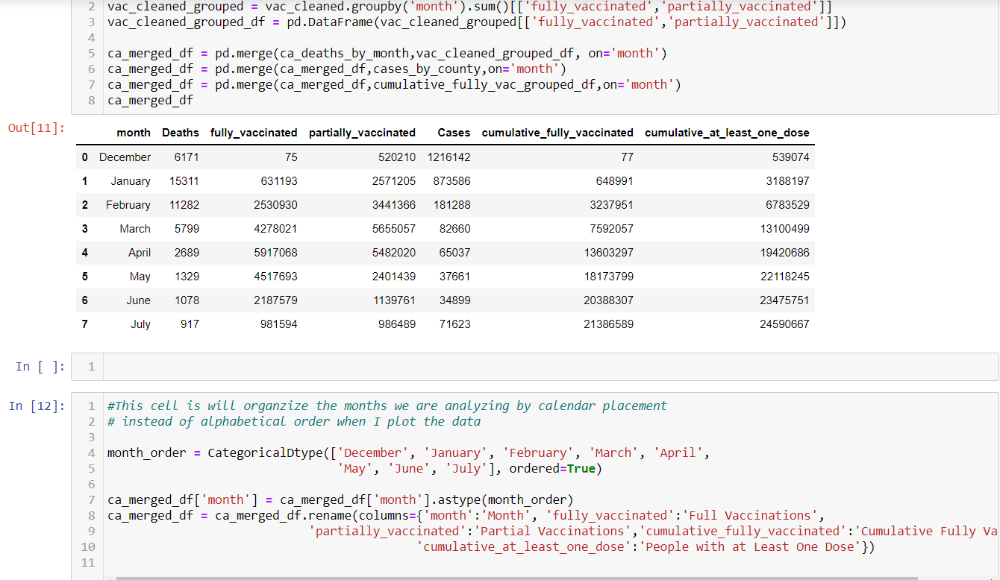 2 vac_cleaned_grouped = vac_cleaned.groupby('month').sum()[['fully_vaccinated','partially_vaccinated']]
3 vac_cleaned_grouped_df = pd.DataFrame(vac_cleaned_grouped[['fully_vaccinated','partially_vaccinated']])
4
5 ca_merged_df = pd.merge(ca_deaths_by_month,vac_cleaned_grouped_df, on='month')
6 ca_merged_df = pd.merge(ca_merged_df,cases_by_county,on='month')
7 ca_merged_df = pd.merge(ca_merged_df,cumulative_fully_vac_grouped_df,on='month')
8 ca_merged_df
Out[11]:
month Deaths fully_vaccinated partially_vaccinated Cases cumulative_fully_vaccinated cumulative_at_least_one_dose
0 December 6171 75 520210 1216142 77 539074
1 January 15311 631193 2571205 873586 648991 3188197
2 February 11282 2530930 3441366 181288 3237951 6783529
3 March 5799 4278021 5655057 82660 7592057 13100499
4 April 2689 5917068 5482020 65037 13603297 19420686
5 May 1329 4517693 2401439 37661 18173799 22118245
6 June 1078 2187579 1139761 34899 20388307 23475751
7 July 917 981594 986489 71623 21386589 24590667
In [ ]: 1
In [12]: 1 #This cell is will organzize the months we are analyzing by calendar placement
2 # instead of alphabetical order when I plot the data
3
4 month_order = CategoricalDtype(['December', 'January', 'February', 'March', 'April',
5 'May', 'June', 'July'], ordered=True)
6
7 ca_merged_df['month'] = ca_merged_df['month'].astype(month_order)
8 ca_merged_df = ca_merged_df.rename(columns={'month':'Month', 'fully_vaccinated':'Full Vaccinations',
9 'partially_vaccinated':'Partial Vaccinations','cumulative_fully_vaccinated':'Cumulative Fully Va
10 'cumulative_at_least_one_dose':'People with at Least One Dose'})
11